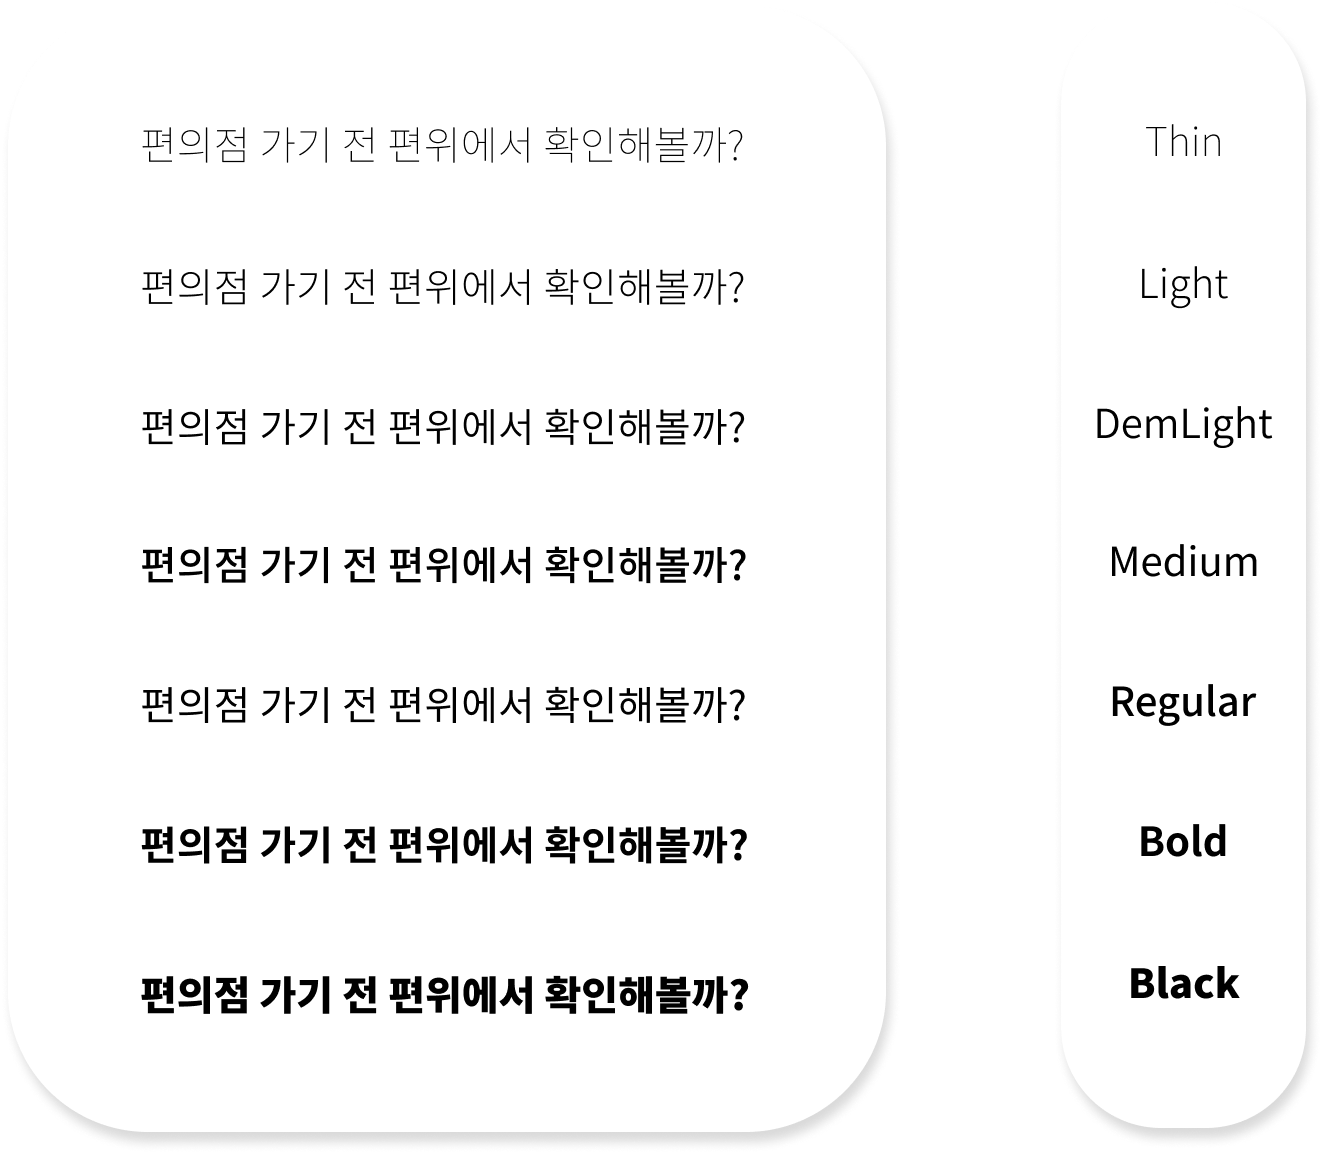 편의점 가기 전 편위에서 확인해볼까?
Thin
편의점 가기 전 편위에서 확인해볼까?
Light
편의점 가기 전 편위에서 확인해볼까?
DemLight
편의점 가기 전 편위에서 확인해볼까?
Medium
편의점 가기 전 편위에서 확인해볼까?
Regular
편의점 가기 전 편위에서 확인해볼까?
Bold
편의점 가기 전 편위에서 확인해볼까?
Black